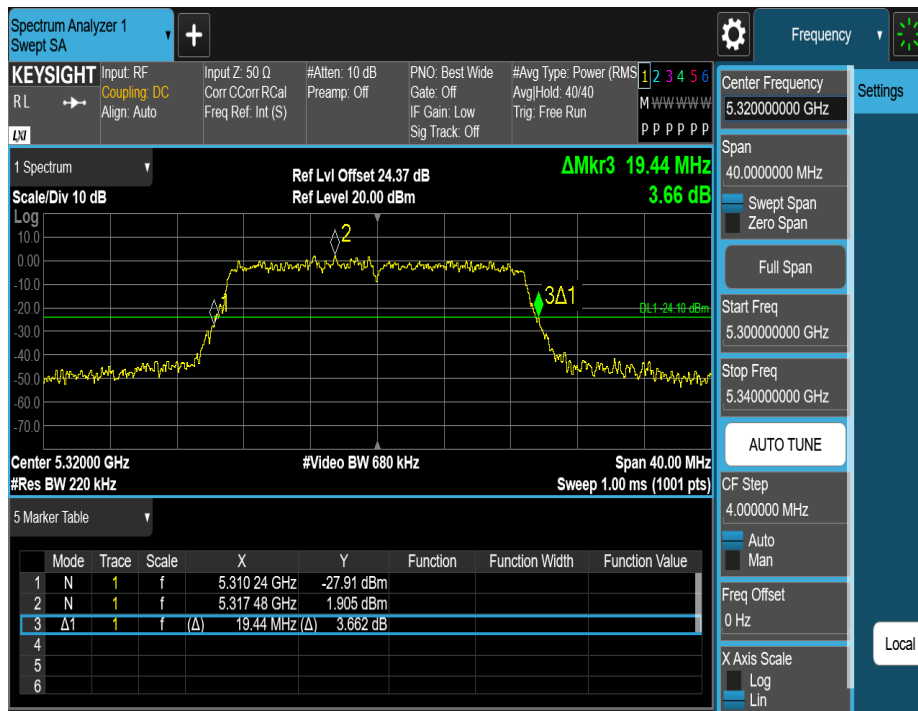 Spectrum Analyzer 1
Swept SA
+
Frequency
KEYSIGHT
RL
LXI
Input: RF
Coupling: DC
Align: Auto
Input Z: 50 Ω
Corr CCorr RCal
Freq Ref: Int (S)
#Atten: 10 dB
Preamp: Off
PNO: Best Wide
Gate: Off
IF Gain: Low
Sig Track: Off
#Avg Type: Power (RMS
Avg|Hold: 40/40
Trig: Free Run
1 2 3 4 5 6
M W W W W W
P P P P P P
1 Spectrum
Scale/Div 10 dB
Ref Lvl Offset 24.37 dB
Ref Level 20.00 dBm
ΔMkr3 19.44 MHz
3.66 dB
Log
10.0
0.00
-10.0
-20.0
-30.0
-40.0
-50.0
-60.0
-70.0
1
2
3Δ1
DL1 -24.10 dBm
Center 5.32000 GHz
#Res BW 220 kHz
#Video BW 680 kHz
Span 40.00 MHz
Sweep 1.00 ms (1001 pts)
5 Marker Table
Mode Trace Scale X Y Function Function Width Function Value
1 N 1 f 5.310 24 GHz -27.91 dBm
2 N 1 f 5.317 48 GHz 1.905 dBm
3 Δ1 1 f (Δ) 19.44 MHz (Δ) 3.662 dB
4
5
6
Center Frequency
5.320000000 GHz
Span
40.0000000 MHz
Swept Span
Zero Span
Full Span
Start Freq
5.300000000 GHz
Stop Freq
5.340000000 GHz
AUTO TUNE
CF Step
4.000000 MHz
Auto
Man
Freq Offset
0 Hz
X Axis Scale
Log
Lin
Settings
Local